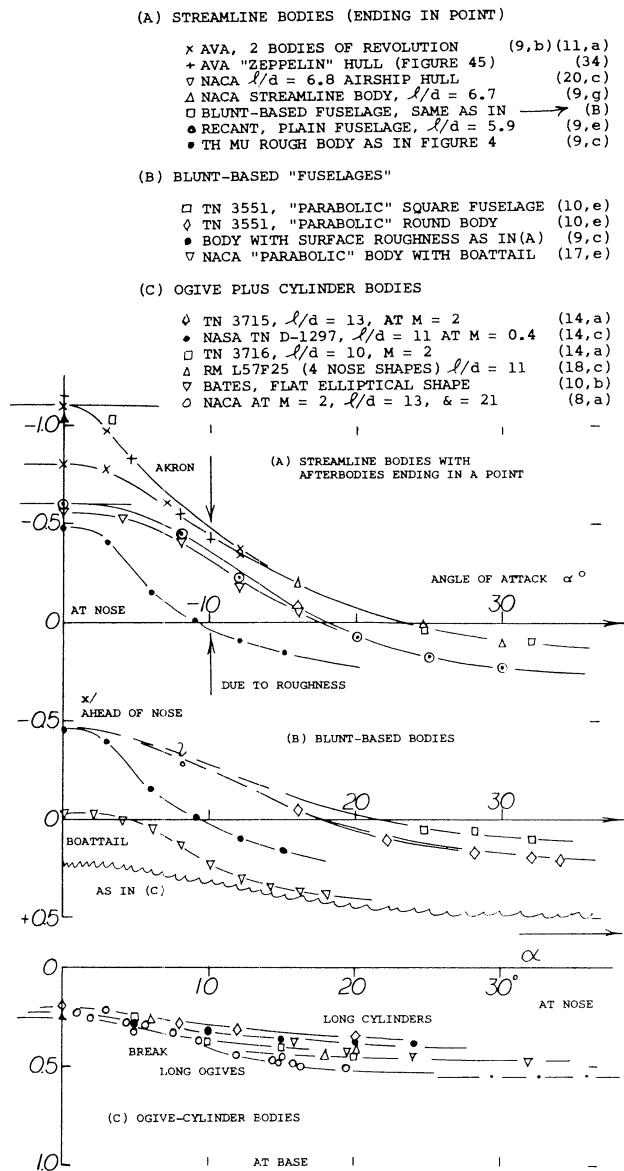 (A) STREAMLINE BODIES (ENDING IN POINT)
× AVA, 2 BODIES OF REVOLUTION (9,b)(11,a)
+ AVA "ZEPPELIN" HULL (FIGURE 45) (34)
▽ NACA ℓ/d = 6.8 AIRSHIP HULL (20,c)
△ NACA STREAMLINE BODY, ℓ/d = 6.7 (9,g)
□ BLUNT-BASED FUSELAGE, SAME AS IN → (B)
RECANT, PLAIN FUSELAGE, ℓ/d = 5.9 (9,e)
● TH MU ROUGH BODY AS IN FIGURE 4 (9,c)
(B) BLUNT-BASED "FUSELAGES"
□ TN 3551, "PARABOLIC" SQUARE FUSELAGE (10,e)
◇ TN 3551, "PARABOLIC" ROUND BODY (10,e)
● BODY WITH SURFACE ROUGHNESS AS IN(A) (9,c)
▽ NACA "PARABOLIC" BODY WITH BOATTAIL (17,e)
(C) OGIVE PLUS CYLINDER BODIES
◇ TN 3715, ℓ/d = 13, AT M = 2 (14,a)
● NASA TN D-1297, ℓ/d = 11 AT M = 0.4 (14,c)
□ TN 3716, ℓ/d = 10, M = 2 (14,a)
△ RM L57F25 (4 NOSE SHAPES) ℓ/d = 11 (18,c)
▽ BATES, FLAT ELLIPTICAL SHAPE (10,b)
○ NACA AT M = 2, ℓ/d = 13, & = 21 (8,a)
-1.0
AKRON
(A) STREAMLINE BODIES WITH
AFTERBODIES ENDING IN A POINT
-0.5
ANGLE OF ATTACK α°
AT NOSE
-10
30
0
DUE TO ROUGHNESS
x/
AHEAD OF NOSE
-0.5
(B) BLUNT-BASED BODIES
20
30
0
BOATTAIL
AS IN (C)
+0.5
α
0
10
20
30°
AT NOSE
LONG CYLINDERS
BREAK
LONG OGIVES
0.5
(C) OGIVE-CYLINDER BODIES
1.0
AT BASE